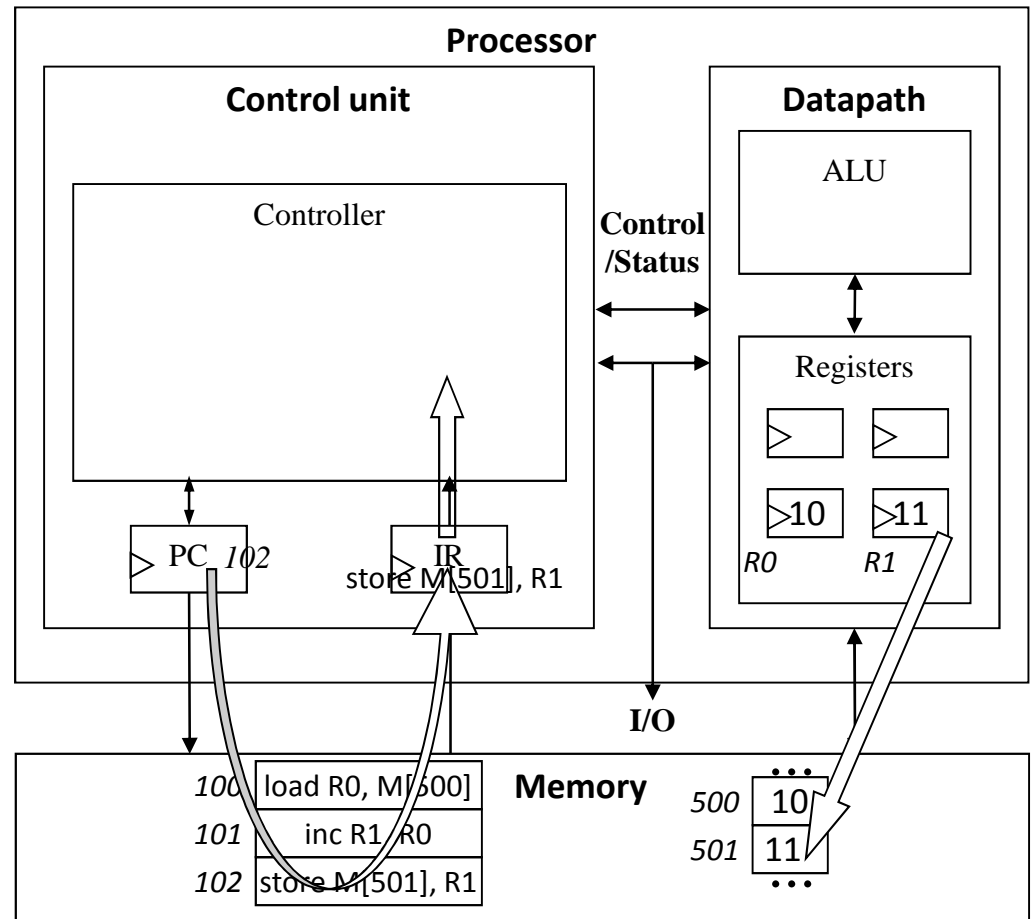 Processor
Control unit
Datapath
ALU
Controller
Control
/Status
Registers
10 11
R0 R1
PC 102
IR
store M[501], R1
I/O
Memory
100 load R0, M[500]
101 inc R1, R0
102 store M[501], R1
•••
500 10
501 11
•••